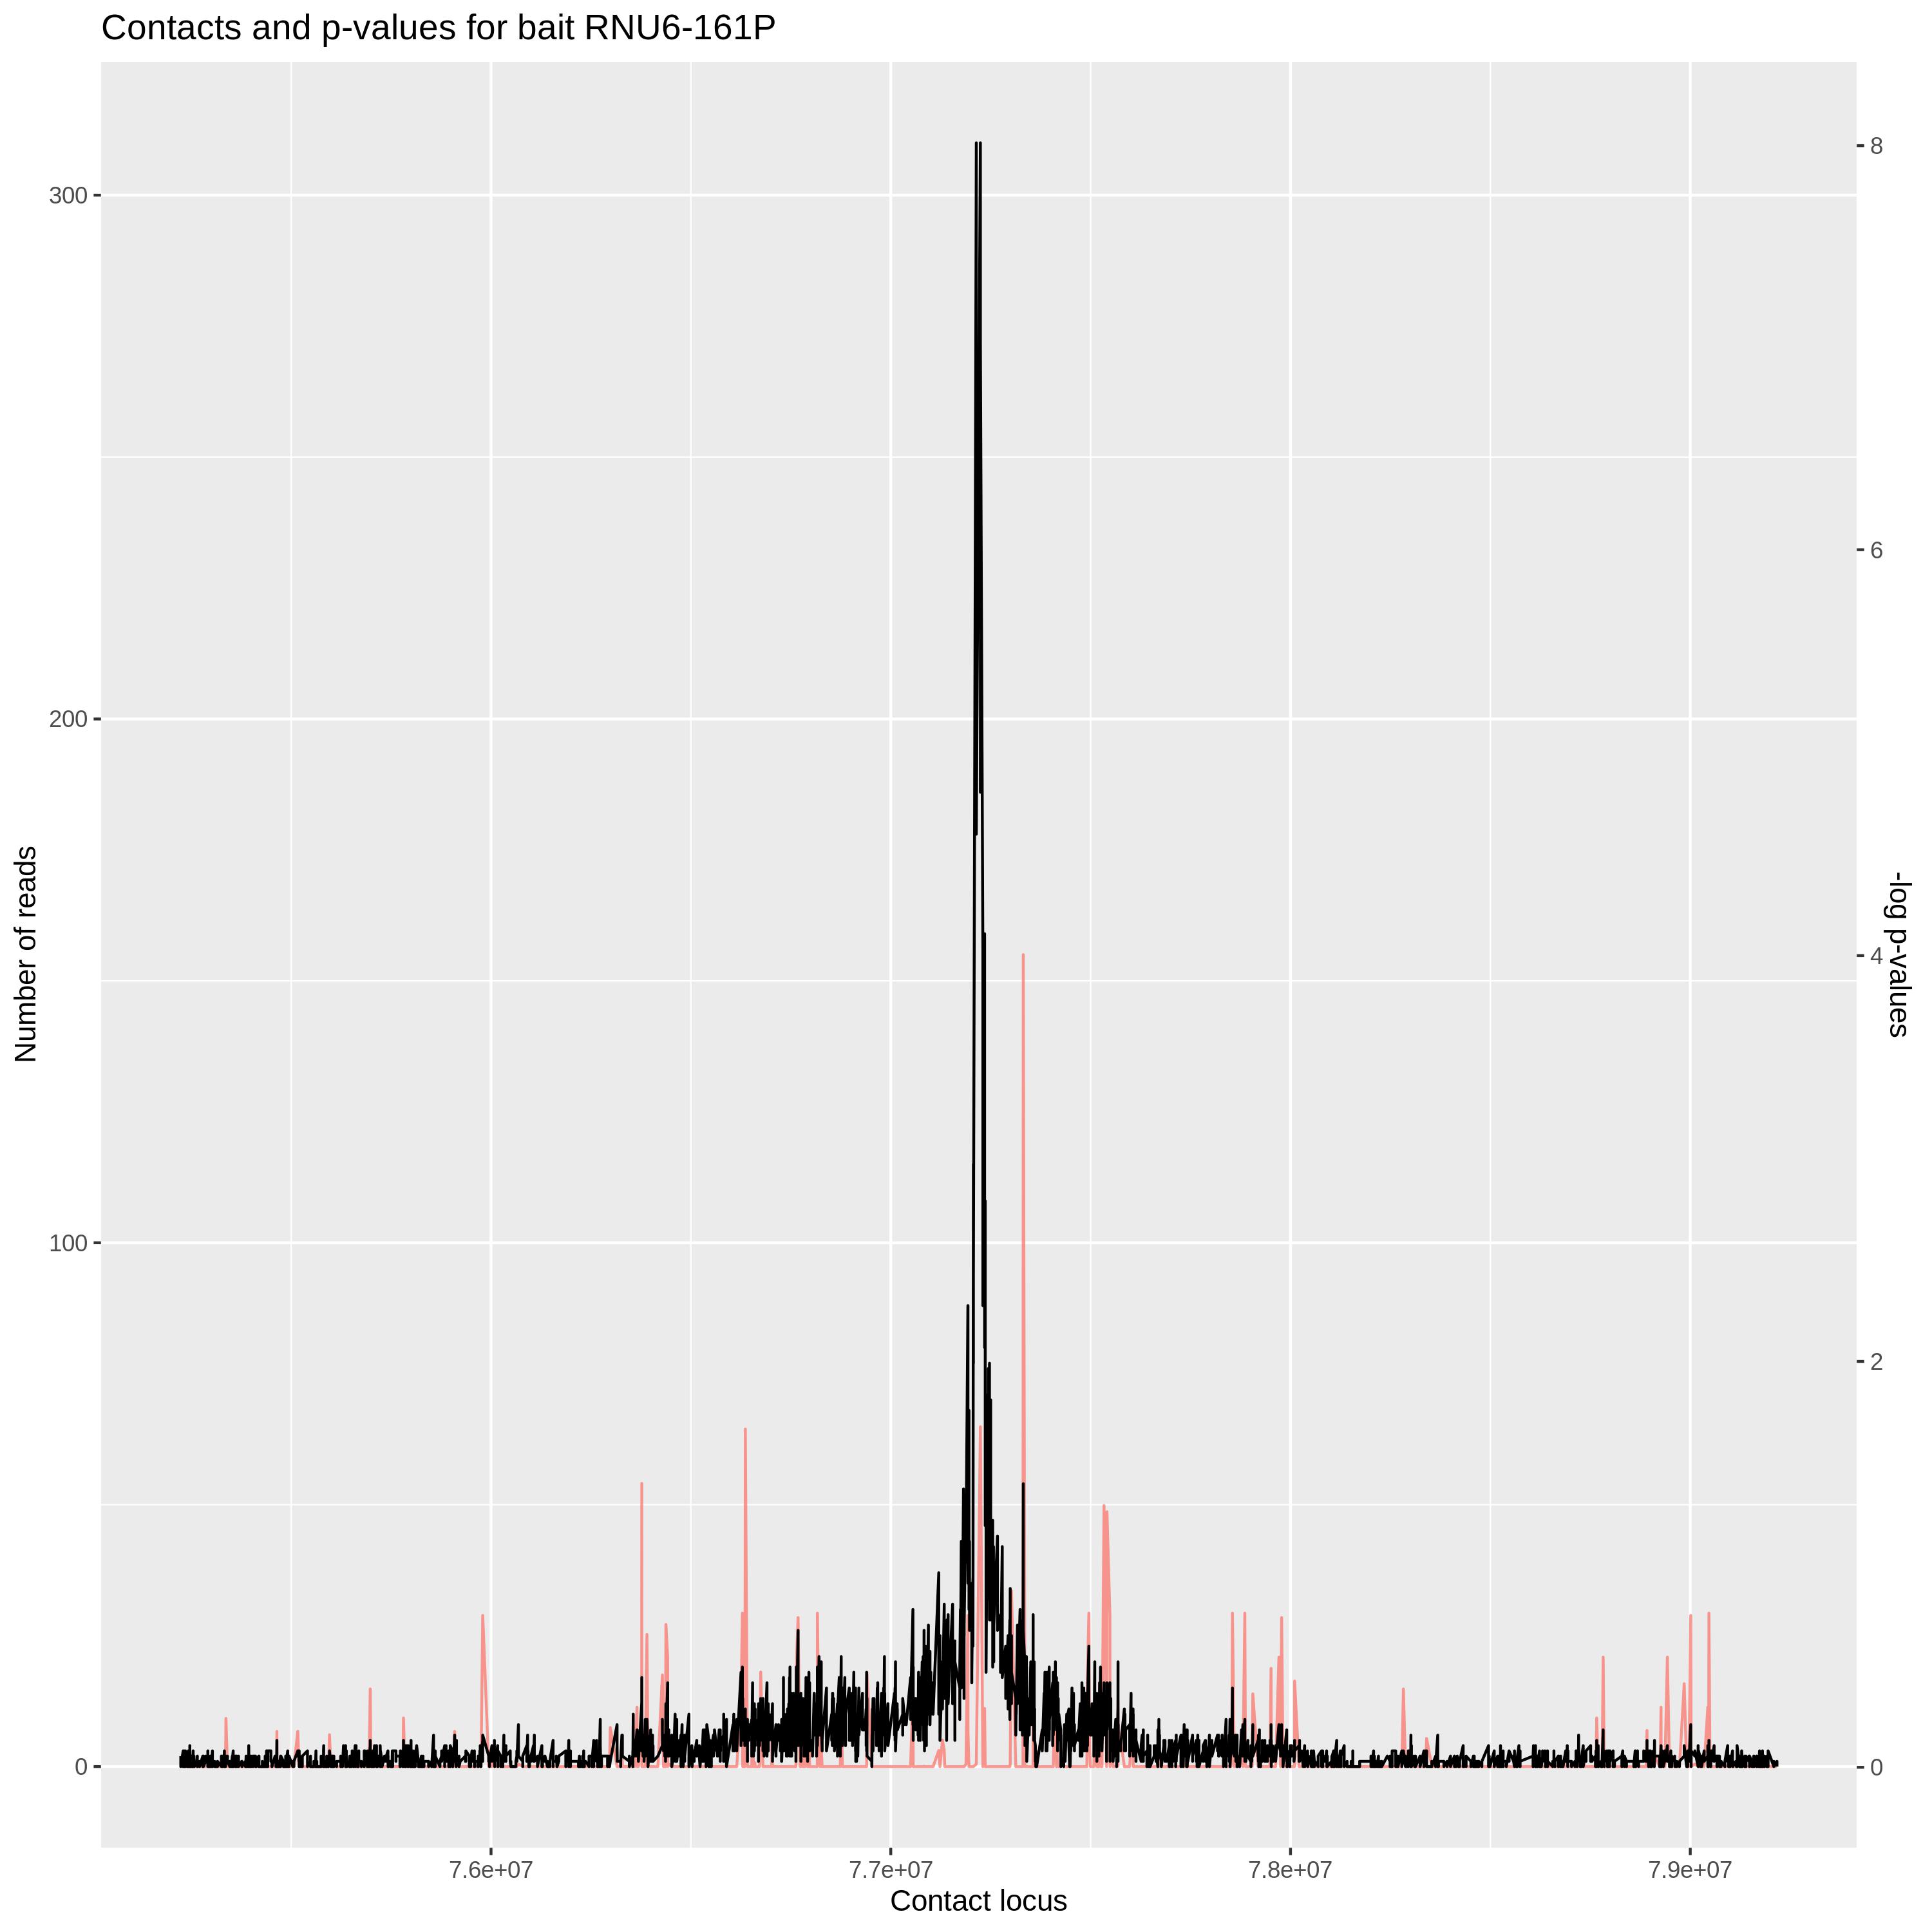 Contacts and p-values for bait RNU6-161P
300
200
100
0
8
6
4
2
0
Number of reads
-log p-values
7.6e+07 7.7e+07 7.8e+07 7.9e+07
Contact locus